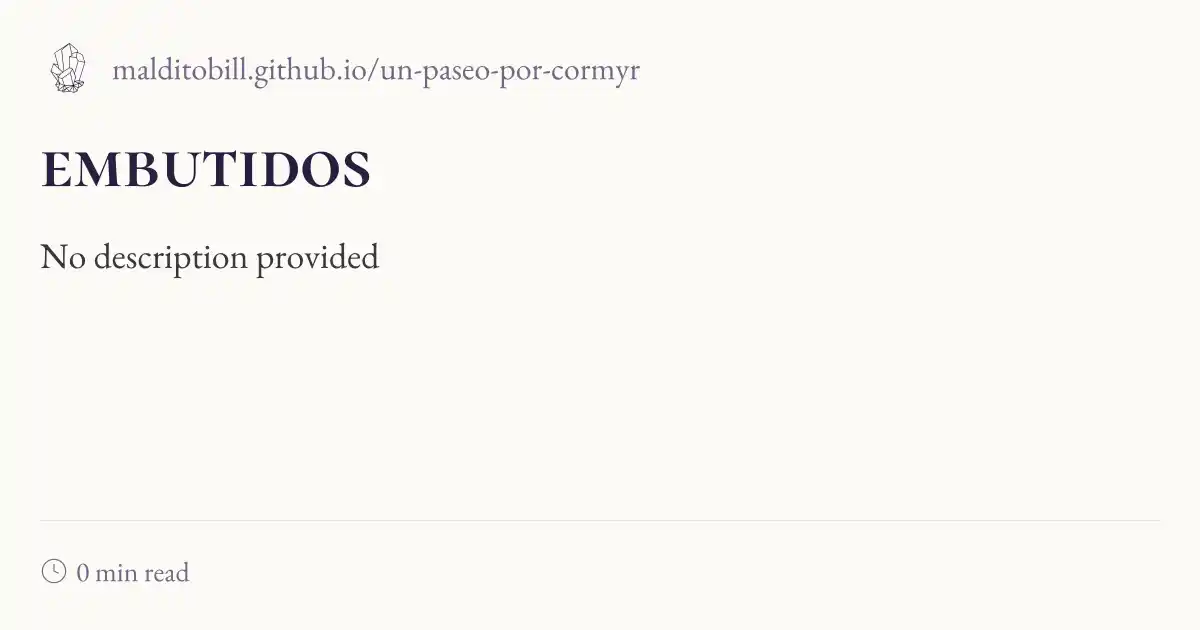 malditobill.github.io/un-paseo-por-cormyr
EMBUTIDOS
No description provided
0 min read